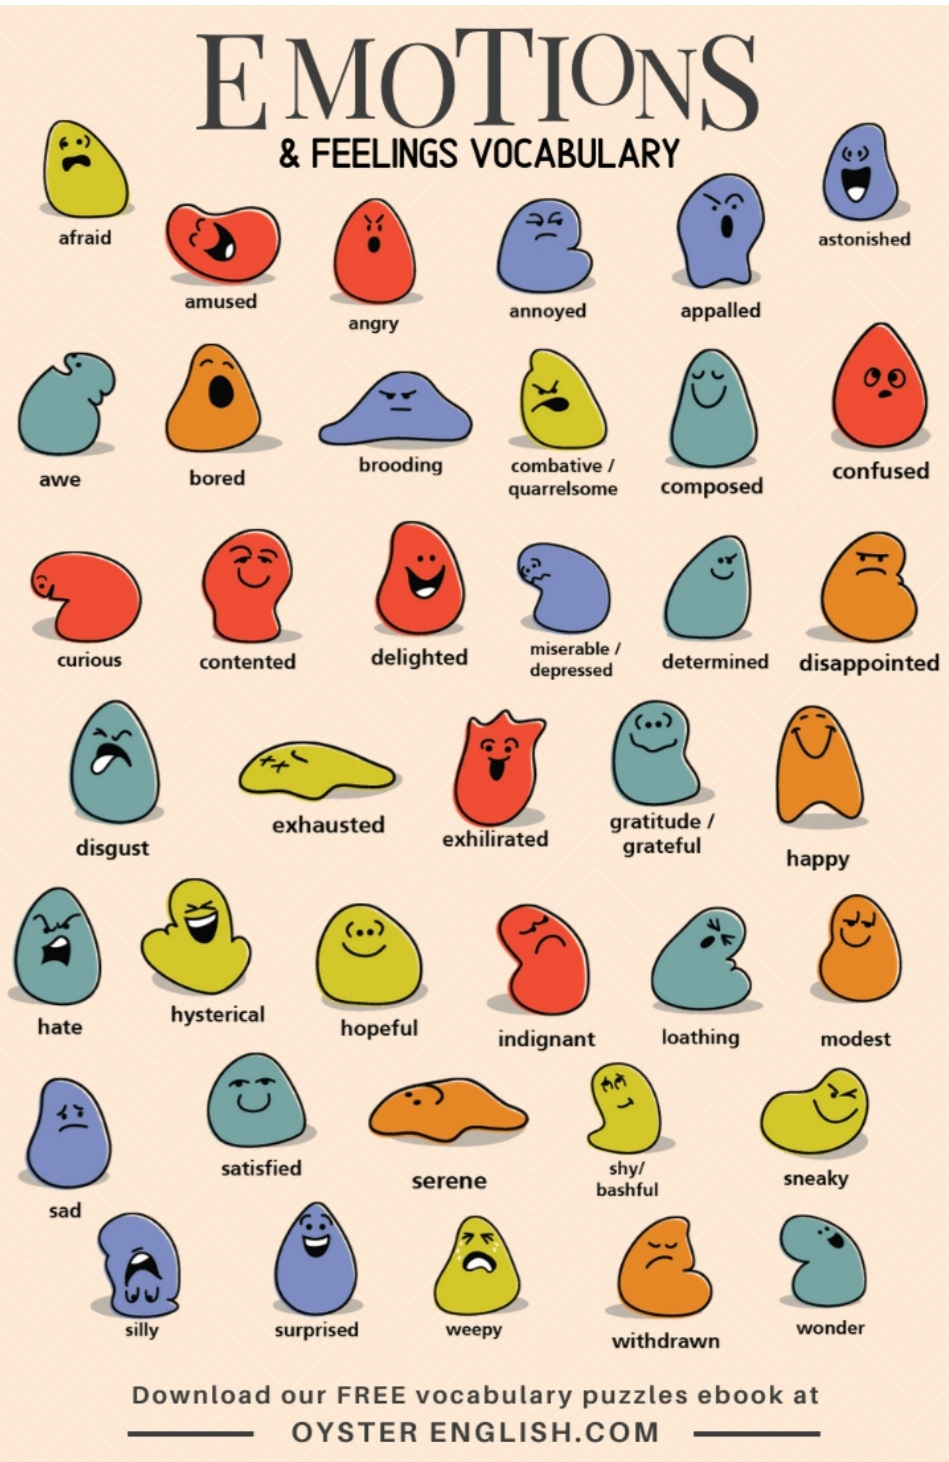 EMOTIONS
& FEELINGS VOCABULARY
afraid
amused
angry
annoyed
appalled
astonished
awe
bored
brooding
combative /
quarrelsome
composed
confused
curious
contented
delighted
miserable /
depressed
determined
disappointed
disgust
exhausted
exhilirated
gratitude /
grateful
happy
hate
hysterical
hopeful
indignant
loathing
modest
sad
satisfied
serene
shy/
bashful
sneaky
silly
surprised
weepy
withdrawn
wonder
Download our FREE vocabulary puzzles ebook at
OYSTER ENGLISH.COM